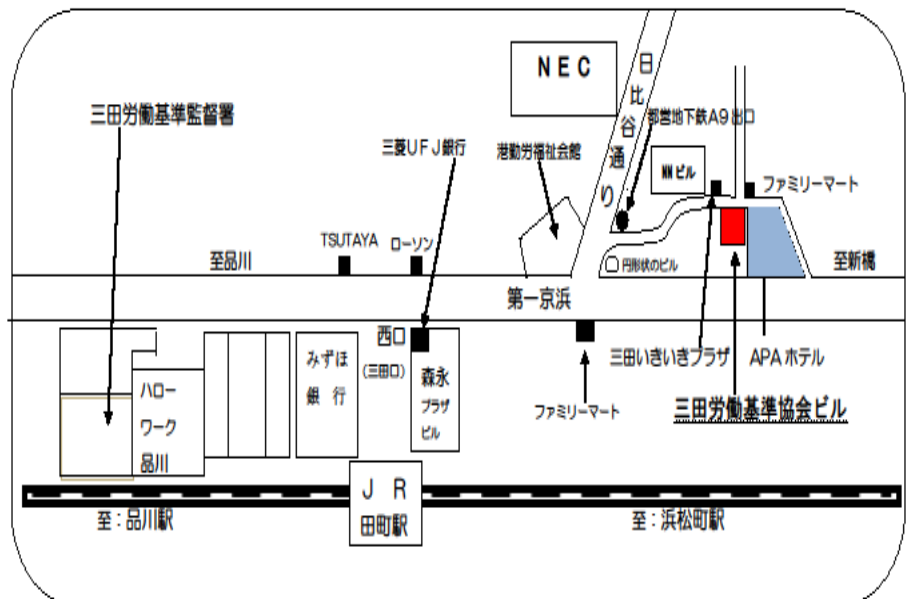 NEC
日比谷通り
三田労働基準監督署
三菱UFJ銀行
港勤労福祉会館
都営地下鉄A9出口
NNビル
ファミリーマート
TSUTAYA
ローソン
至品川
円形状のビル
至新橋
第一京浜
西口
(三田口)
みずほ
銀行
森永
プラザ
ビル
ハロー
ワーク
品川
ファミリーマート
三田いきいきプラザ
APAホテル
三田労働基準協会ビル
JR
田町駅
至:品川駅
至:浜松町駅